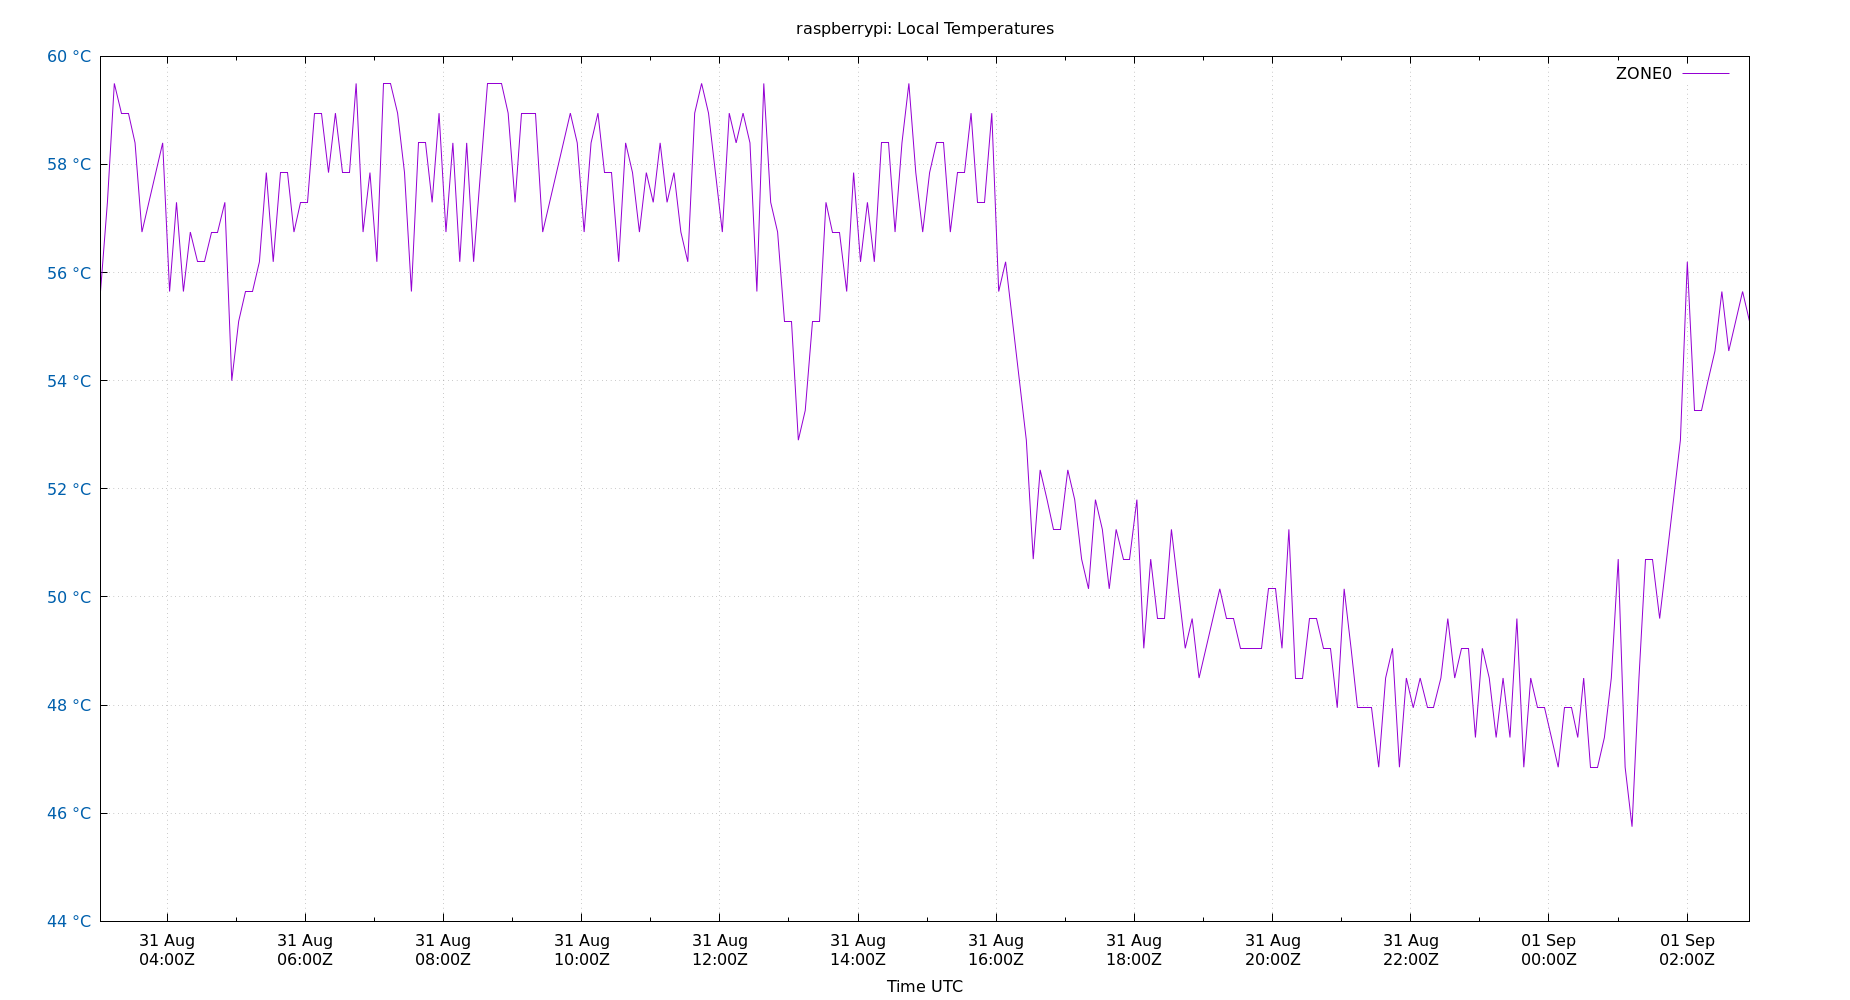 raspberrypi: Local Temperatures
ZONE0
60 °C
58 °C
56 °C
54 °C
52 °C
50 °C
48 °C
46 °C
44 °C
31 Aug 31 Aug 31 Aug 31 Aug 31 Aug 31 Aug 31 Aug 31 Aug 31 Aug 31 Aug 01 Sep 01 Sep
04:00Z 06:00Z 08:00Z 10:00Z 12:00Z 14:00Z 16:00Z 18:00Z 20:00Z 22:00Z 00:00Z 02:00Z
Time UTC